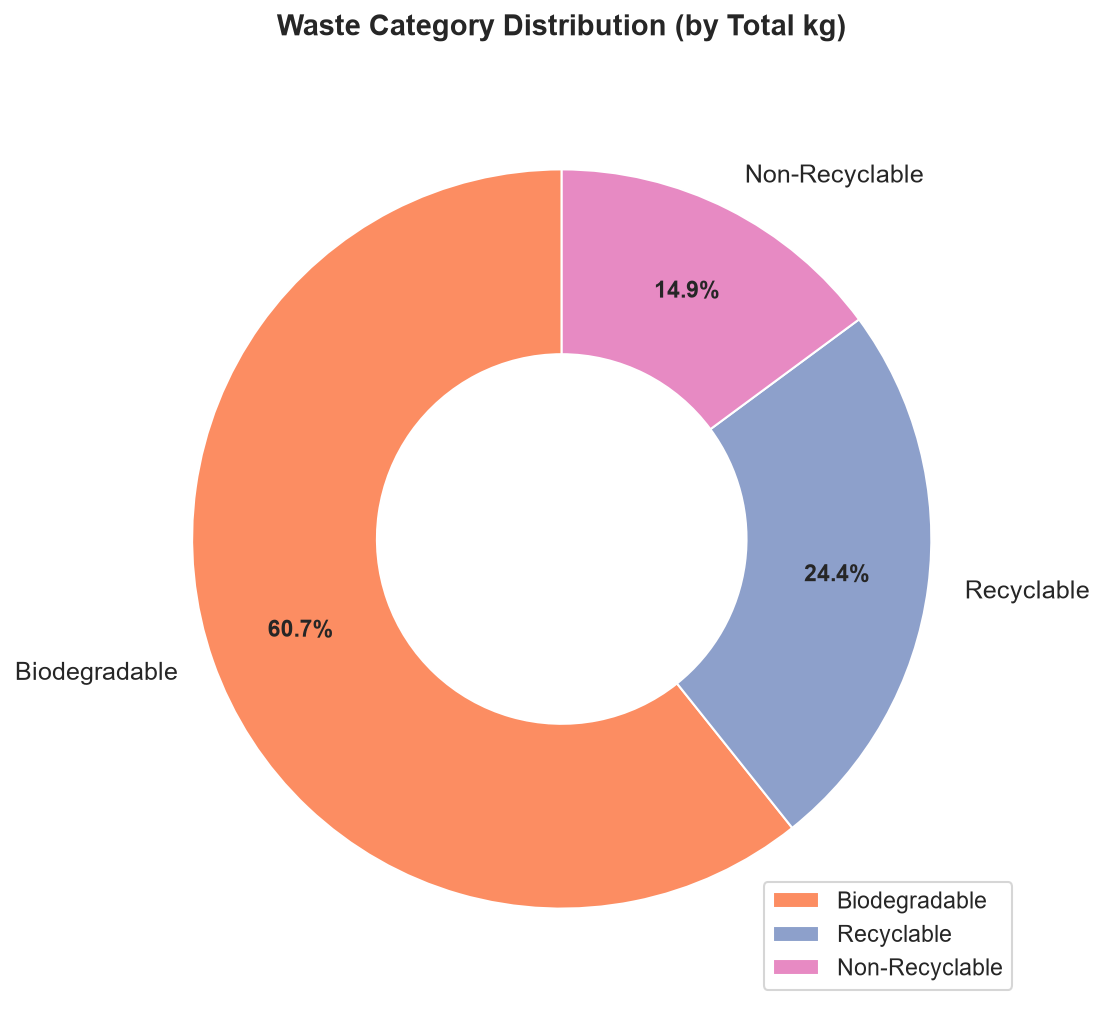 Waste Category Distribution (by Total kg)
Non-Recyclable
14.9%
24.4%
Recyclable
60.7%
Biodegradable
Biodegradable
Recyclable
Non-Recyclable